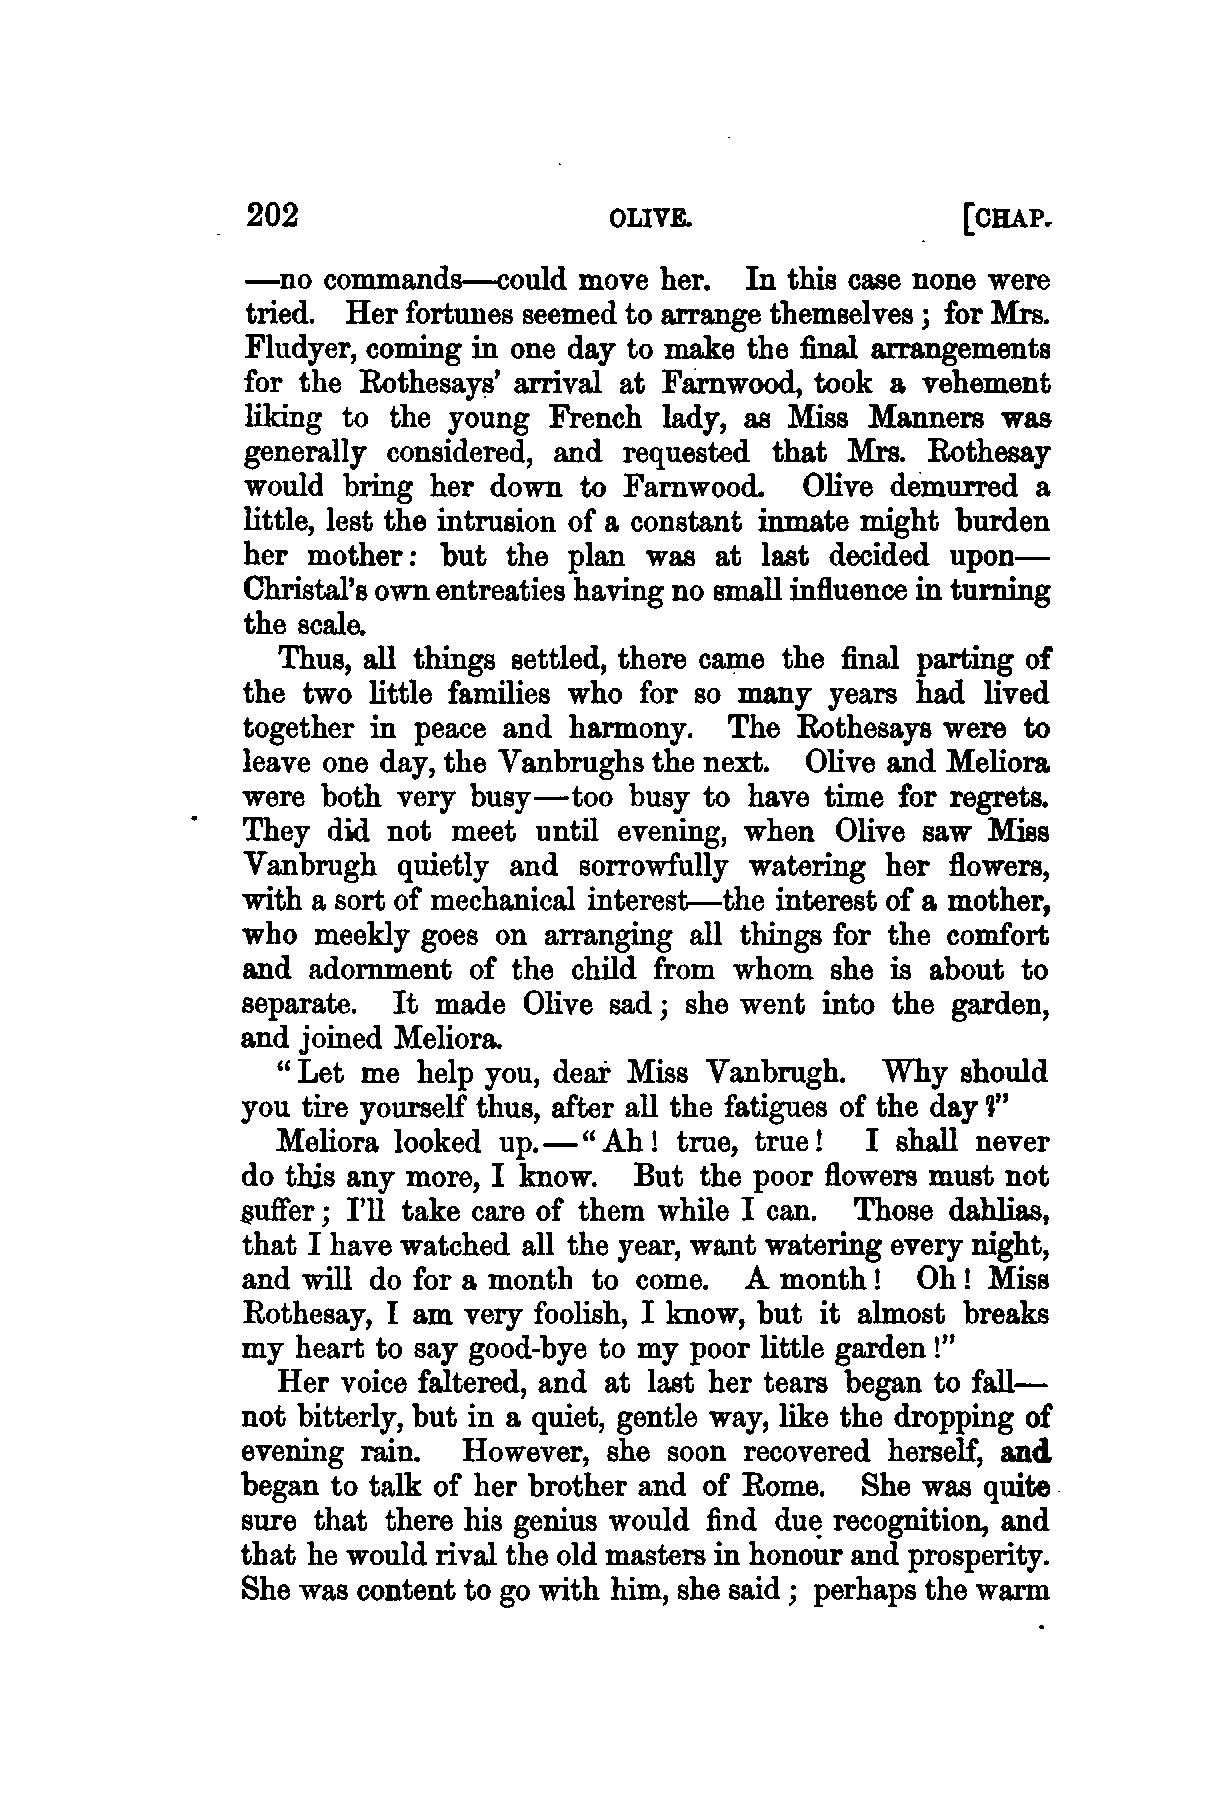 202 OLIVE. [CHAP.
—no commands—could move her. In this case none were
tried. Her fortunes seemed to arrange themselves; for Mrs.
Fludyer, coming in one day to make the final arrangements
for the Rothesays' arrival at Farnwood, took a vehement
liking to the young French lady, as Miss Manners was
generally considered, and requested that Mrs. Rothesay
would bring her down to Farnwood. Olive demurred a
little, lest the intrusion of a constant inmate might burden
her mother: but the plan was at last decided upon—
Christal's own entreaties having no small influence in turning
the scale.
Thus, all things settled, there came the final parting of
the two little families who for so many years had lived
together in peace and harmony. The Rothesays were to
leave one day, the Vanbrughs the next. Olive and Meliora
were both very busy—too busy to have time for regrets.
They did not meet until evening, when Olive saw Miss
Vanbrugh quietly and sorrowfully watering her flowers,
with a sort of mechanical interest—the interest of a mother,
who meekly goes on arranging all things for the comfort
and adornment of the child from whom she is about to
separate. It made Olive sad; she went into the garden,
and joined Meliora.
"Let me help you, dear Miss Vanbrugh. Why should
you tire yourself thus, after all the fatigues of the day?"
Meliora looked up.—"Ah! true, true! I shall never
do this any more, I know. But the poor flowers must not
suffer; I'll take care of them while I can. Those dahlias,
that I have watched all the year, want watering every night,
and will do for a month to come. A month! Oh! Miss
Rothesay, I am very foolish, I know, but it almost breaks
my heart to say good-bye to my poor little garden!"
Her voice faltered, and at last her tears began to fall—
not bitterly, but in a quiet, gentle way, like the dropping of
evening rain. However, she soon recovered herself, and
began to talk of her brother and of Rome. She was quite
sure that there his genius would find due recognition, and
that he would rival the old masters in honour and prosperity.
She was content to go with him, she said; perhaps the warm